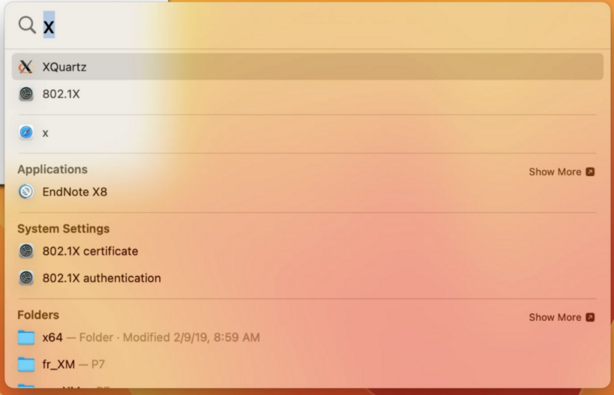 x
XQuartz
802.1X
x
Applications
Show More
EndNote X8
System Settings
802.1X certificate
802.1X authentication
Folders
Show More
x64 — Folder · Modified 2/9/19, 8:59 AM
fr_XM — P7